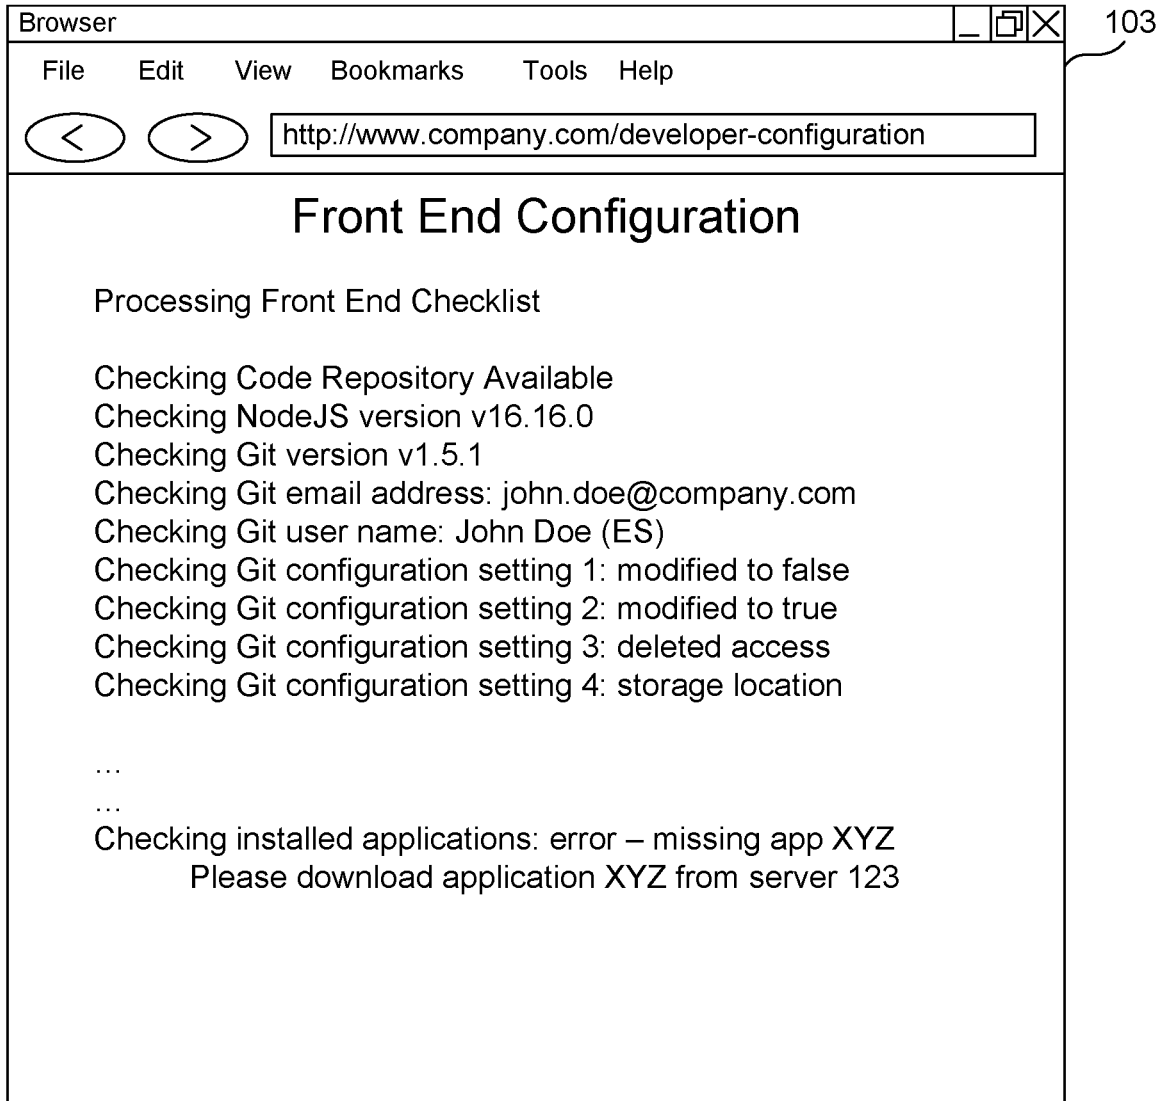 Browser
103
File Edit View Bookmarks Tools Help
< > http://www.company.com/developer-configuration
Front End Configuration
Processing Front End Checklist
Checking Code Repository Available
Checking NodeJS version v16.16.0
Checking Git version v1.5.1
Checking Git email address: john.doe@company.com
Checking Git user name: John Doe (ES)
Checking Git configuration setting 1: modified to false
Checking Git configuration setting 2: modified to true
Checking Git configuration setting 3: deleted access
Checking Git configuration setting 4: storage location
...
...
Checking installed applications: error – missing app XYZ
Please download application XYZ from server 123